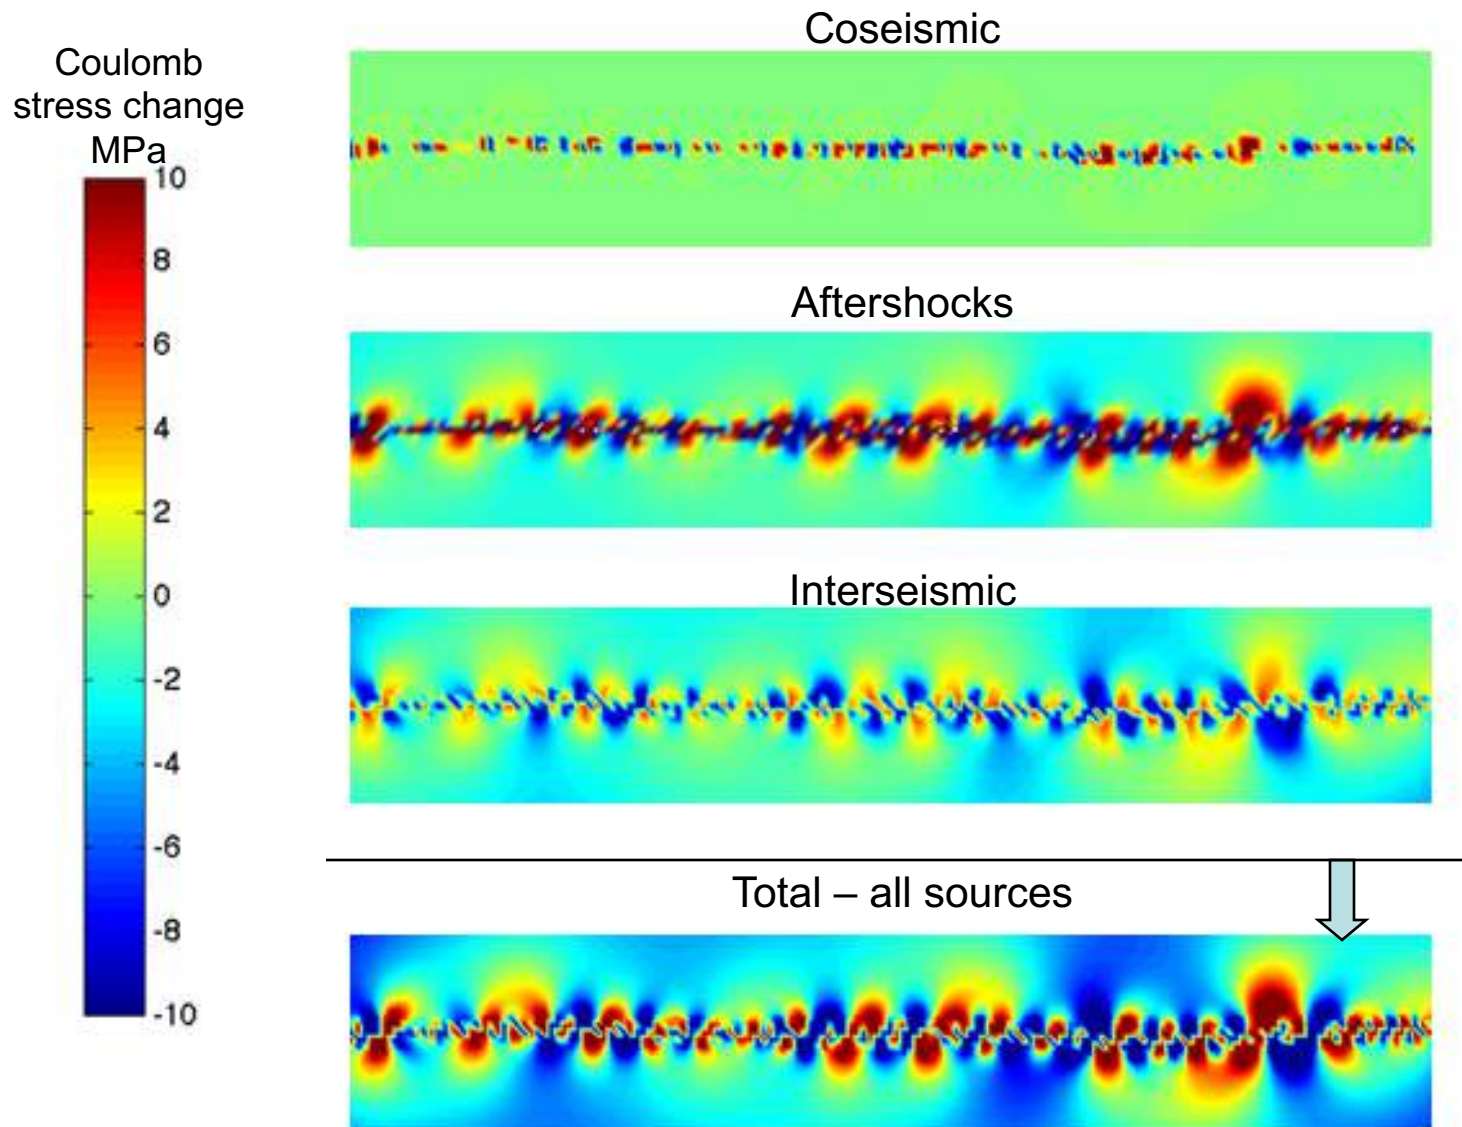 Coulomb
stress change
MPa
10
8
6
4
2
0
-2
-4
-6
-8
-10
Coseismic
Aftershocks
Interseismic
Total – all sources